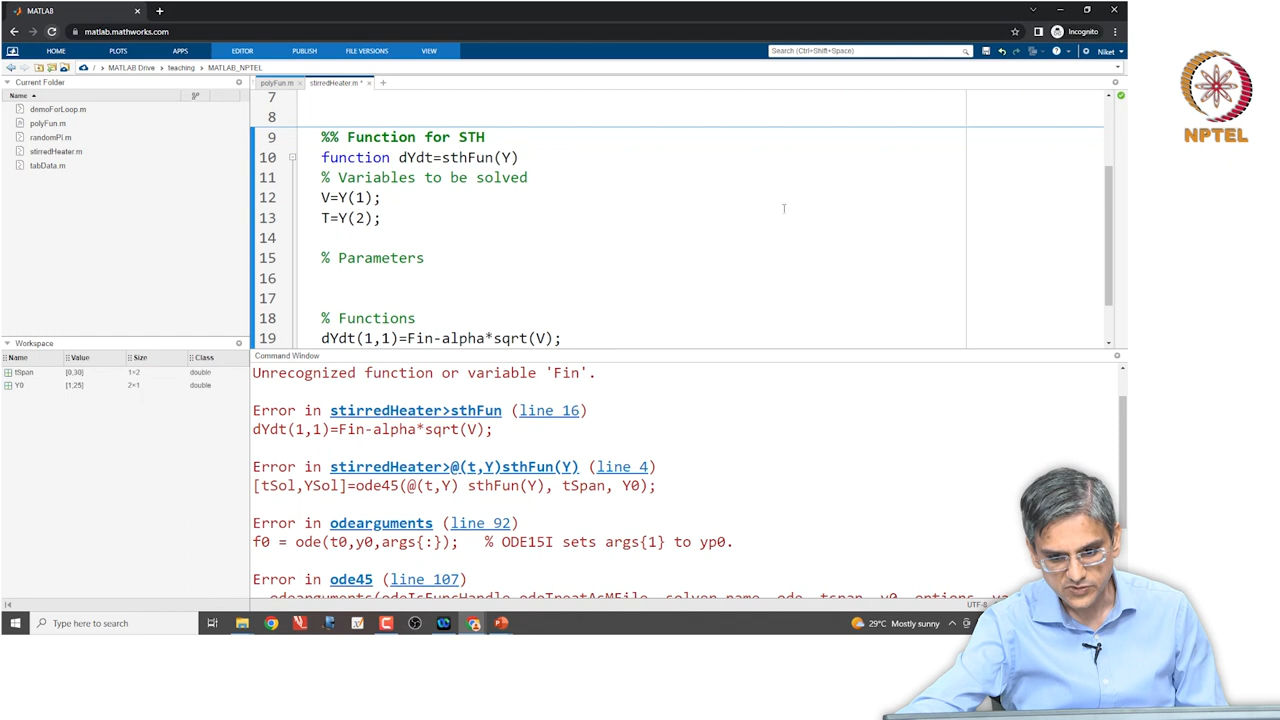 MATLAB
matlab.mathworks.com
Incognito
HOME PLOTS APPS EDITOR PUBLISH FILE VERSIONS VIEW
Search (Ctrl+Shift+Space)
Niket
/ MATLAB Drive teaching MATLAB_NPTEL
Current Folder
Name
demoForLoop.m
polyFun.m
randomPi.m
stirredHeater.m
tabData.m
polyFun.m stirredHeater.m *
7
8
9 %% Function for STH
10 function dYdt=sthFun(Y)
11 % Variables to be solved
12 V=Y(1);
13 T=Y(2);
14
15 % Parameters
16
17
18 % Functions
19 dYdt(1,1)=Fin-alpha*sqrt(V);
Workspace
Name Value Size Class
tSpan [0,30] 1×2 double
Y0 [1;25] 2×1 double
Command Window
Unrecognized function or variable 'Fin'.
Error in stirredHeater>sthFun (line 16)
dYdt(1,1)=Fin-alpha*sqrt(V);
Error in stirredHeater>@(t,Y)sthFun(Y) (line 4)
[tSol,YSol]=ode45(@(t,Y) sthFun(Y), tSpan, Y0);
Error in odearguments (line 92)
f0 = ode(t0,y0,args{:}); % ODE15I sets args{1} to yp0.
Error in ode45 (line 107)
UTF-8
Type here to search
29°C Mostly sunny
NPTEL